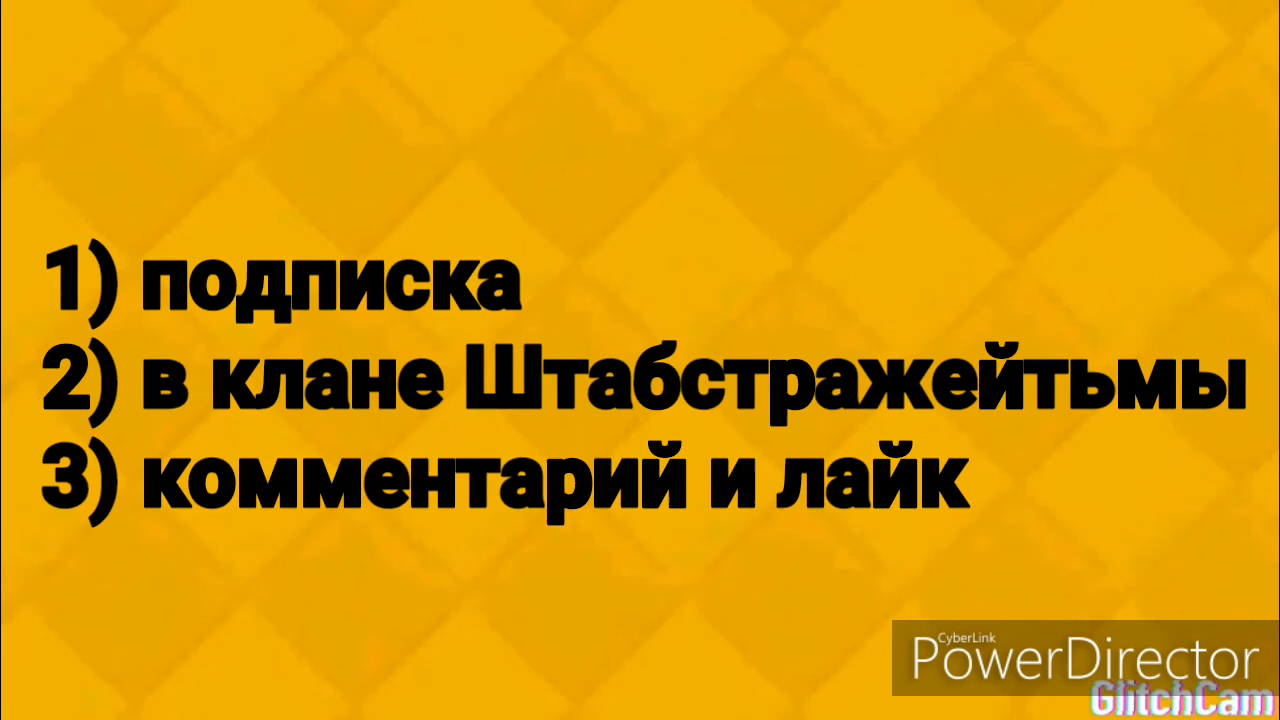 1) подписка
2) в клане Штабстражейтьмы
3) комментарий и лайк
CyberLink
PowerDirector
GlitchCam